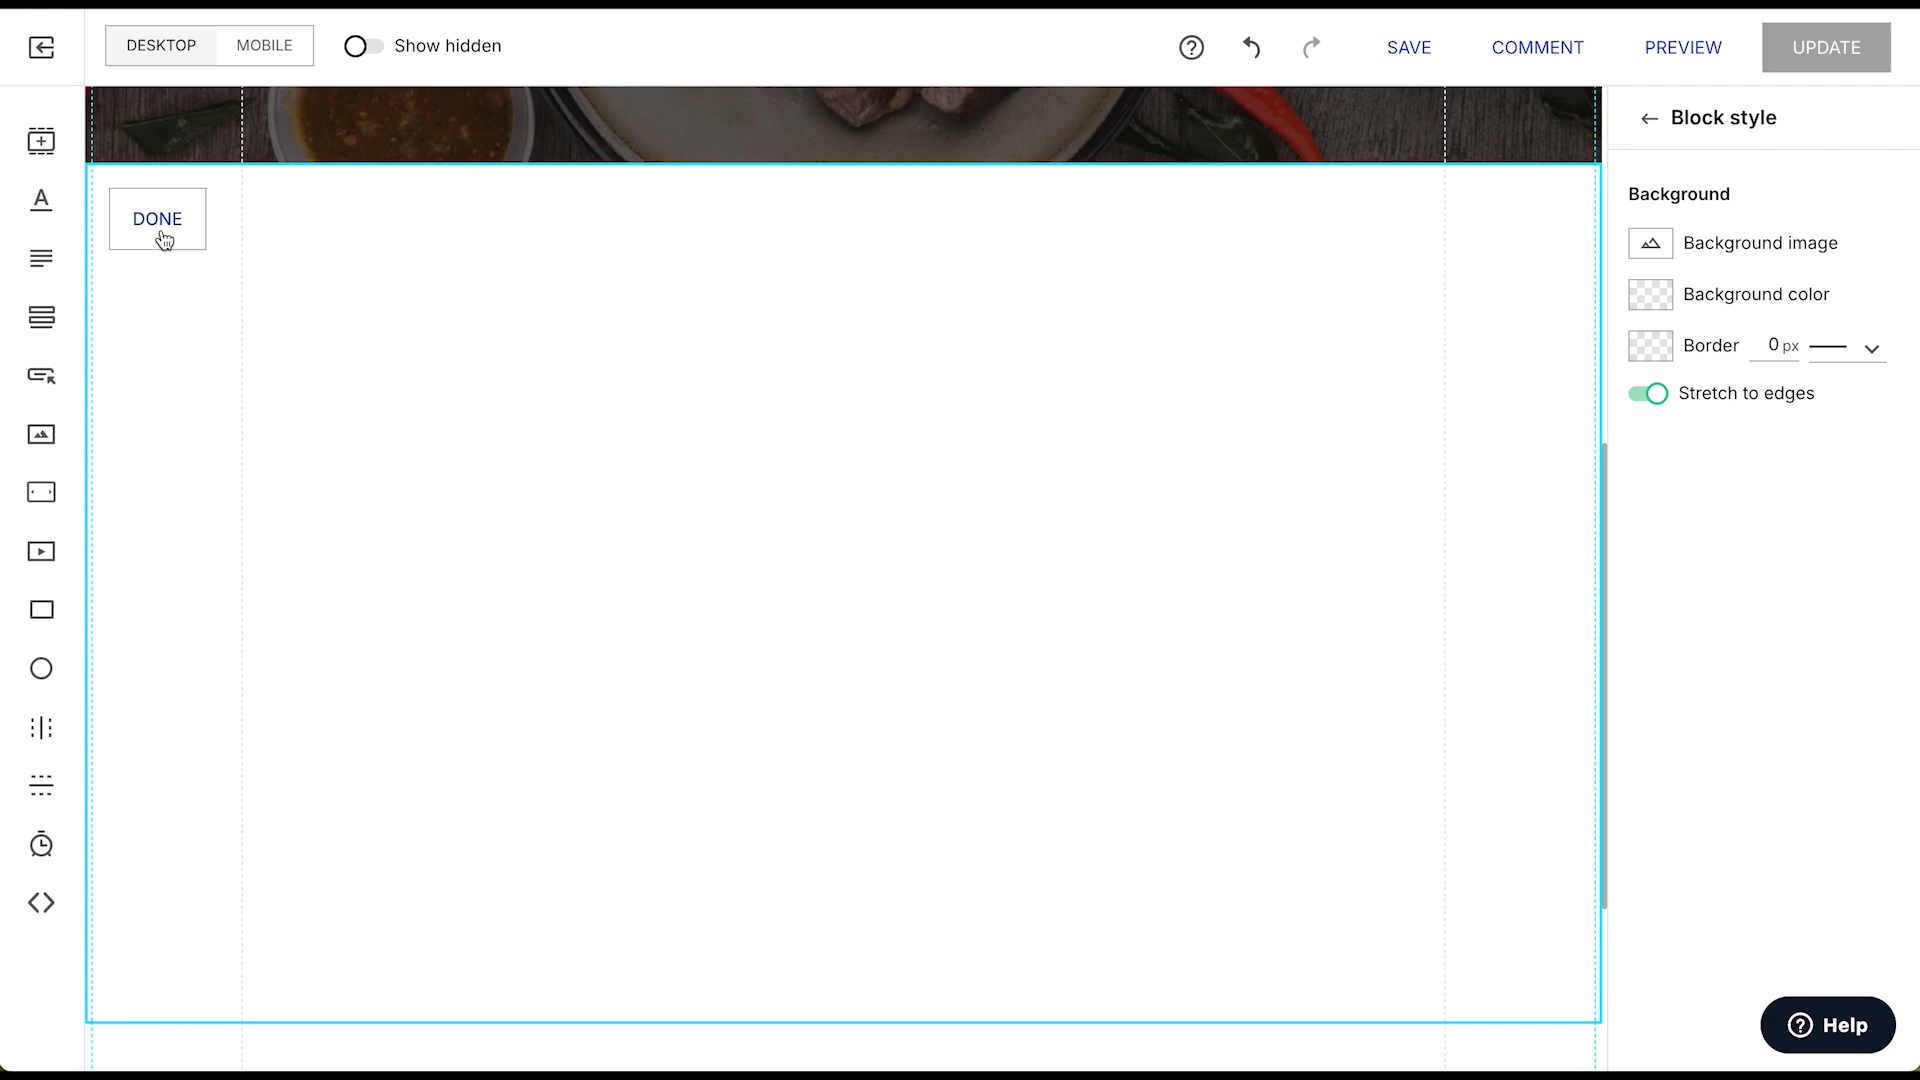 DESKTOP
MOBILE
Show hidden
SAVE
COMMENT
PREVIEW
UPDATE
Block style
DONE
Background
Background image
Background color
Border 0 px
Stretch to edges
Help